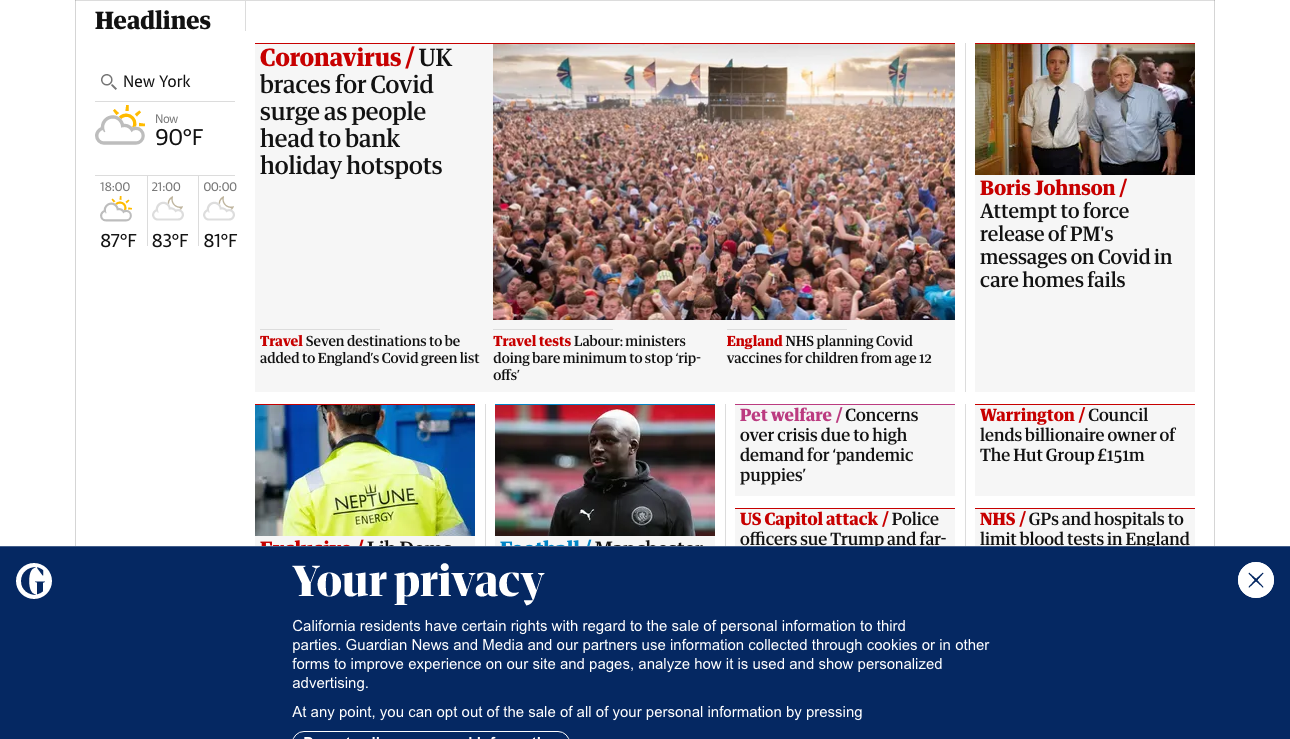 Headlines
New York
Now
90°F
18:00
21:00
00:00
87°F
83°F
81°F
Coronavirus / UK
braces for Covid
surge as people
head to bank
holiday hotspots
Boris Johnson /
Attempt to force
release of PM's
messages on Covid in
care homes fails
Travel Seven destinations to be
added to England's Covid green list
Travel tests Labour: ministers
doing bare minimum to stop ‘rip-
offs’
England NHS planning Covid
vaccines for children from age 12
NEPTUNE
ENERGY
Exclusive / Lib Dems
Football / Manchester
Pet welfare / Concerns
over crisis due to high
demand for ‘pandemic
puppies’
Warrington / Council
lends billionaire owner of
The Hut Group £151m
US Capitol attack / Police
officers sue Trump and far-
NHS / GPs and hospitals to
limit blood tests in England
Your privacy
California residents have certain rights with regard to the sale of personal information to third
parties. Guardian News and Media and our partners use information collected through cookies or in other
forms to improve experience on our site and pages, analyze how it is used and show personalized
advertising.
At any point, you can opt out of the sale of all of your personal information by pressing